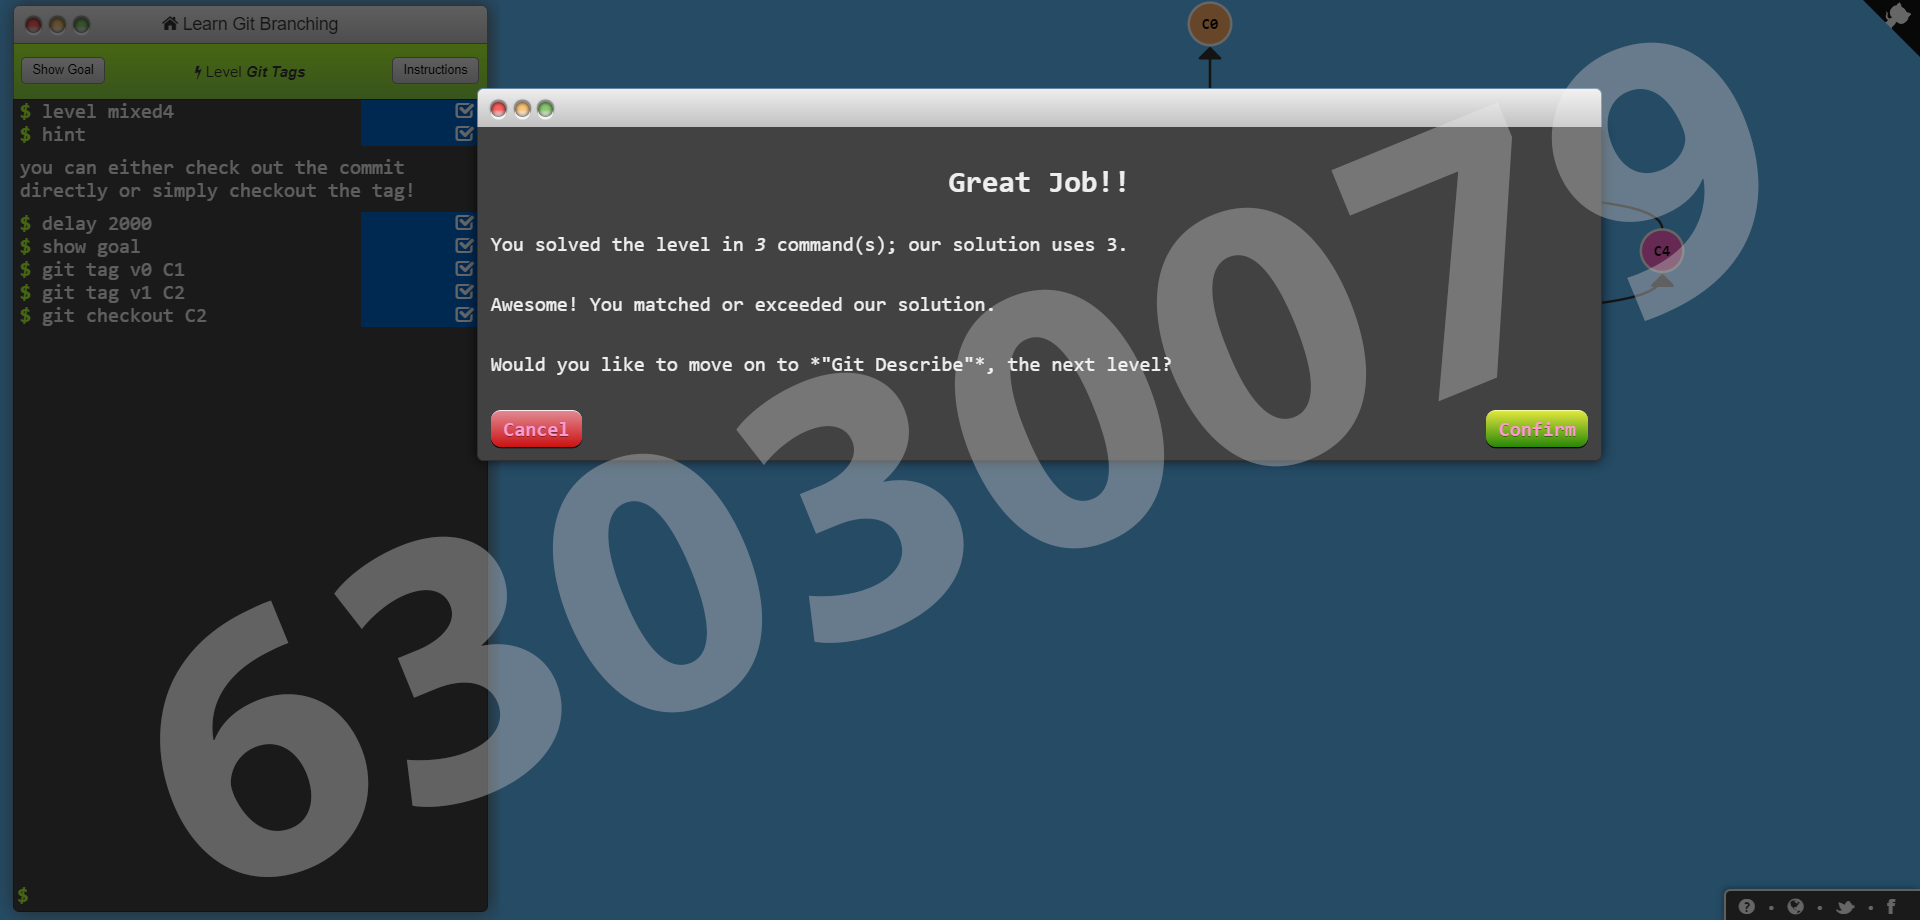 Learn Git Branching
Show Goal
Level Git Tags
Instructions
$ level mixed4
$ hint
you can either check out the commit
directly or simply checkout the tag!
$ delay 2000
$ show goal
$ git tag v0 C1
$ git tag v1 C2
$ git checkout C2
$
C0
C4
Great Job!!
You solved the level in 3 command(s); our solution uses 3.
Awesome! You matched or exceeded our solution.
Would you like to move on to *"Git Describe"*, the next level?
Cancel
Confirm
630300079